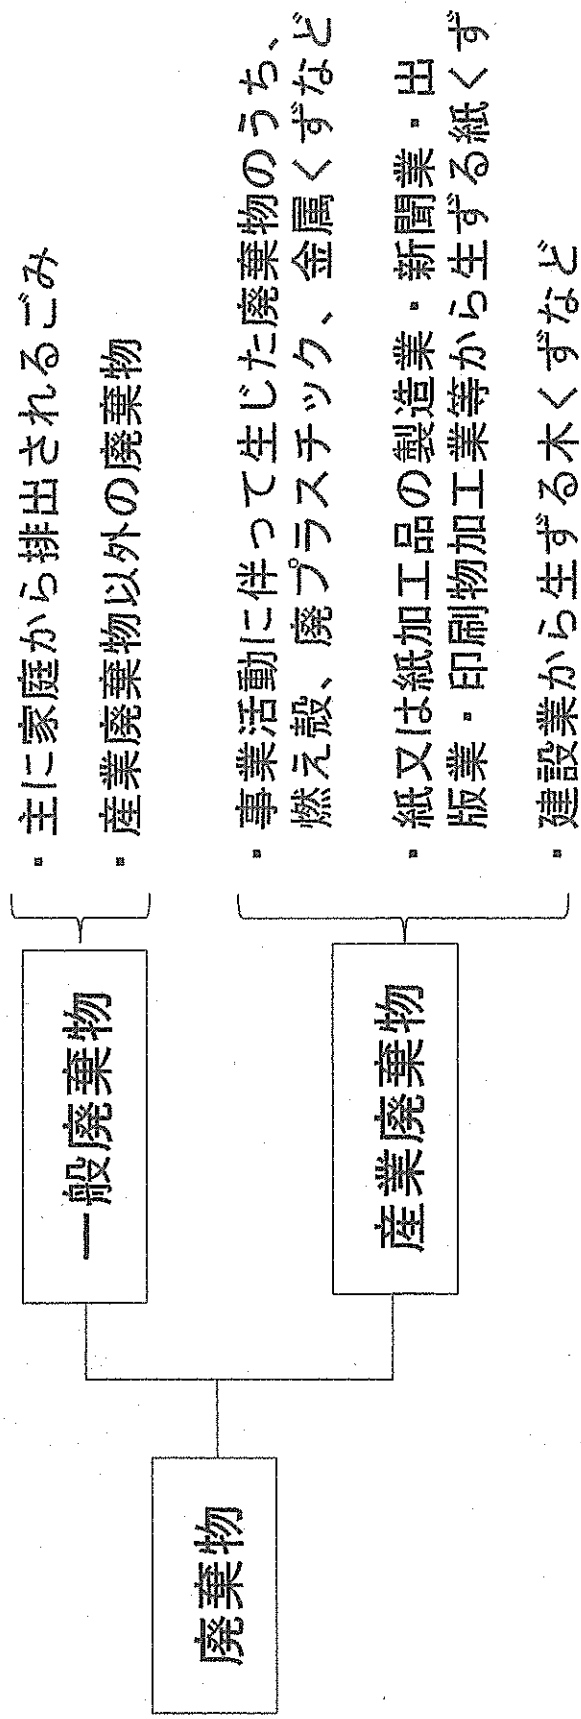 廃棄物
一般廃棄物
・主に家庭から排出されるごみ
・産業廃棄物以外の廃棄物
産業廃棄物
・事業活動に伴って生じた廃棄物のうち、
燃え殻、廃プラスチック、金属くずなど
・紙又は紙加工品の製造業・新聞業・出
版業・印刷物加工業等から生ずる紙くず
・建設業から生ずる木くずなど